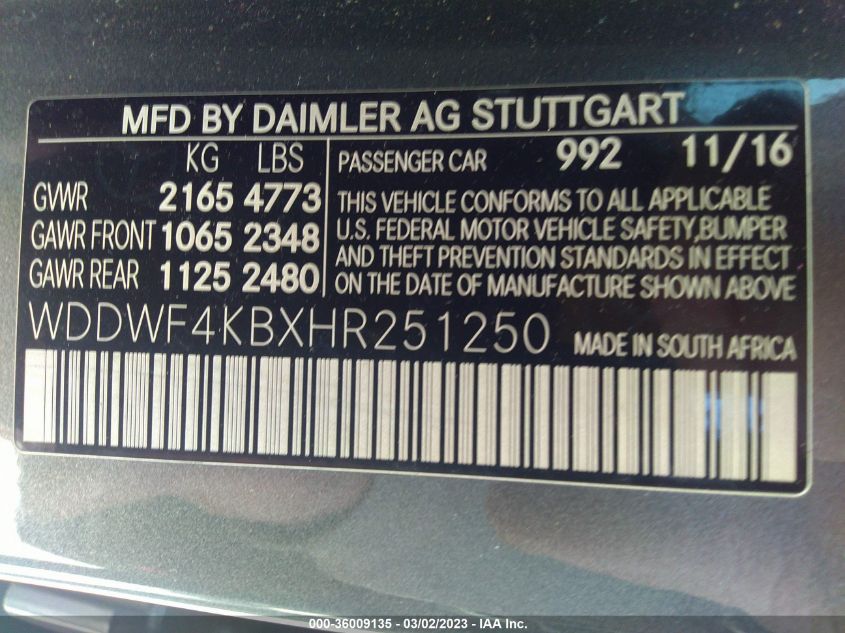 MFD BY DAIMLER AG STUTTGART
KG LBS
GVWR 2165 4773
GAWR FRONT 1065 2348
GAWR REAR 1125 2480
PASSENGER CAR 992 11/16
THIS VEHICLE CONFORMS TO ALL APPLICABLE
U.S. FEDERAL MOTOR VEHICLE SAFETY,BUMPER
AND THEFT PREVENTION STANDARDS IN EFFECT
ON THE DATE OF MANUFACTURE SHOWN ABOVE
WDDWF4KBXHR251250 MADE IN SOUTH AFRICA
000-36009135 - 03/02/2023 - IAA Inc.